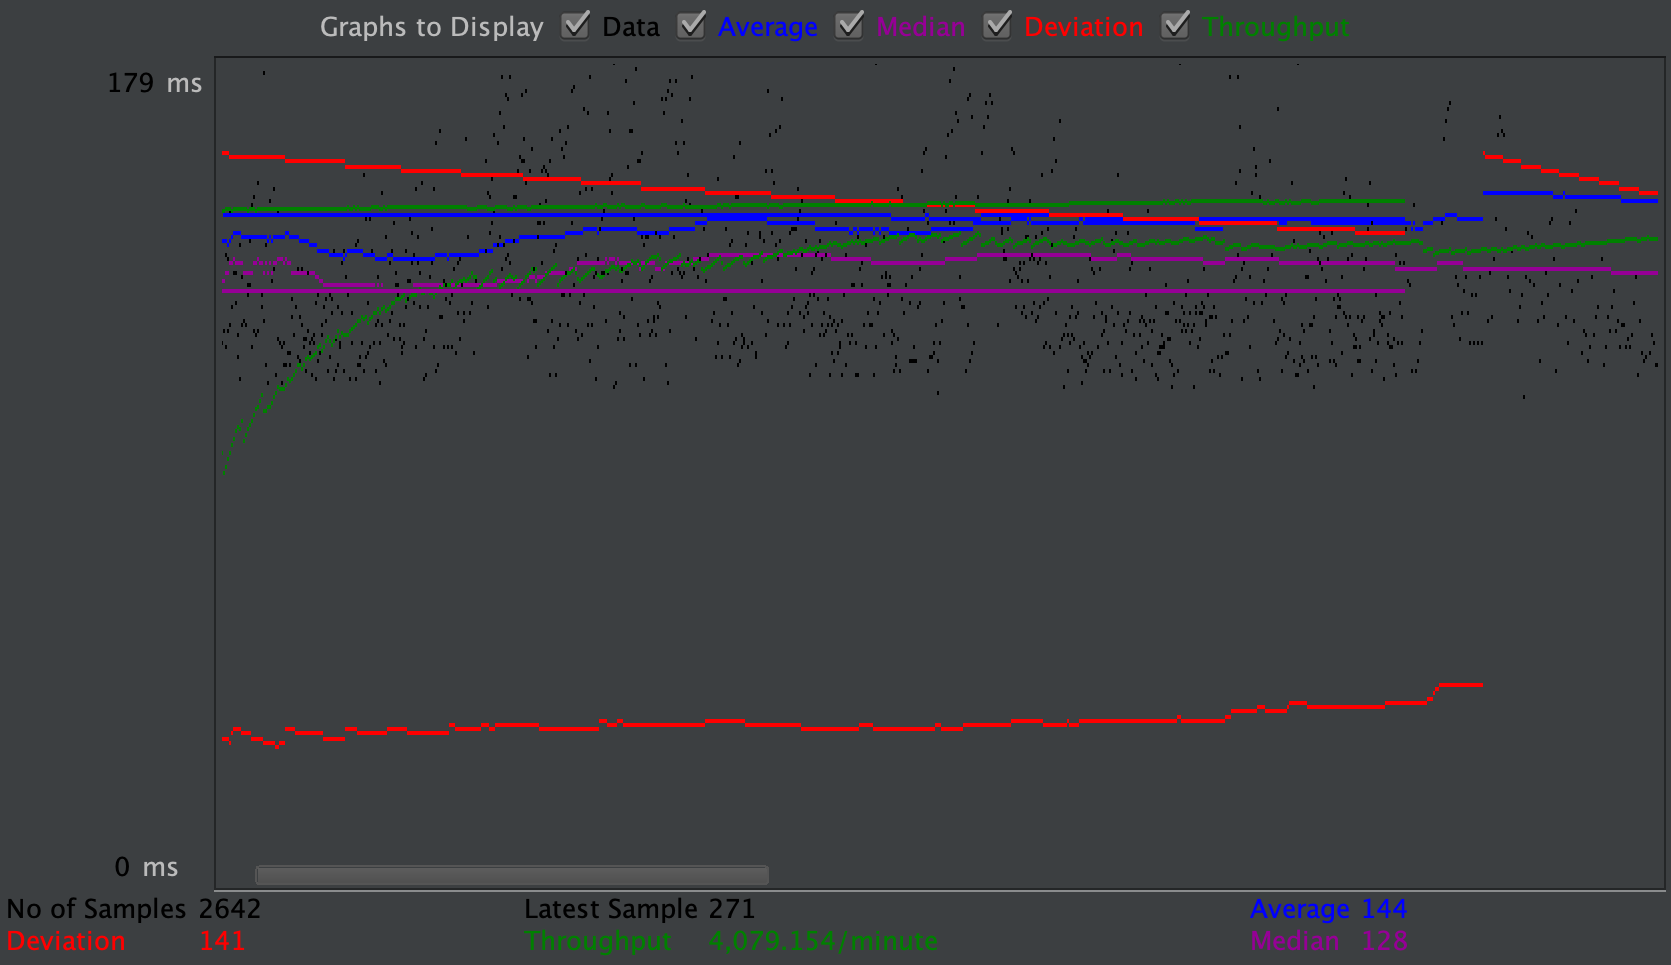 Graphs to Display Data Average Median Deviation Throughput
179 ms
0 ms
No of Samples 2642 Latest Sample 271 Average 144
Deviation 141 Throughput 4,079.154/minute Median 128